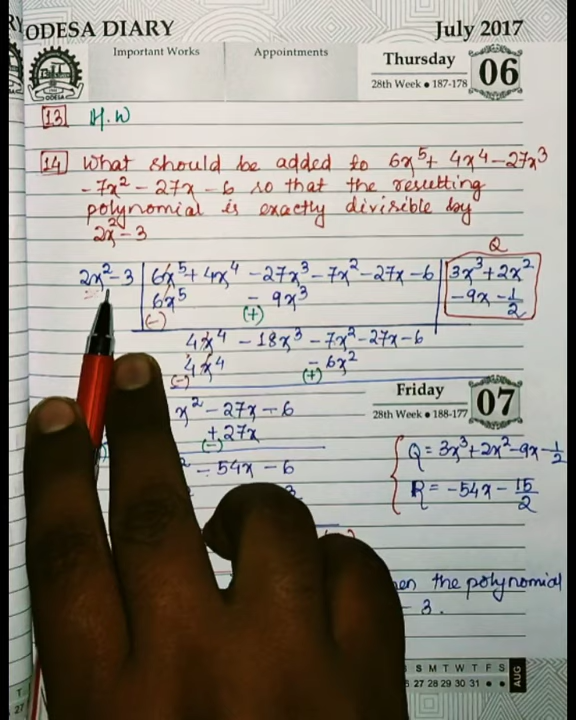 ODESA DIARY July 2017
Important Works Appointments Thursday 06
28th Week • 187-178
ODESA
13 H.W
14 What should be added to 6x⁵+ 4x⁴-27x³
-7x²-27x-6 so that the resulting
polynomial is exactly divisible by
2x²-3
Q
2x²-3 6x⁵+4x⁴ -27x³-7x²-27x-6 3x³+2x²
6x⁵ - 9x³ -9x-1/2
(-) (+)
4x⁴ - 18x³ -7x²-27x-6
4x⁴ - 6x²
(-) (+)
Friday 07
28th Week • 188-177
x² -27x-6
+27x
(-)
Q = 3x³+2x²-9x-1/2
-54x-6
R = -54x - 15/2
the polynomial
- 3.
S M T W T F S AUG
27 28 29 30 31 • •